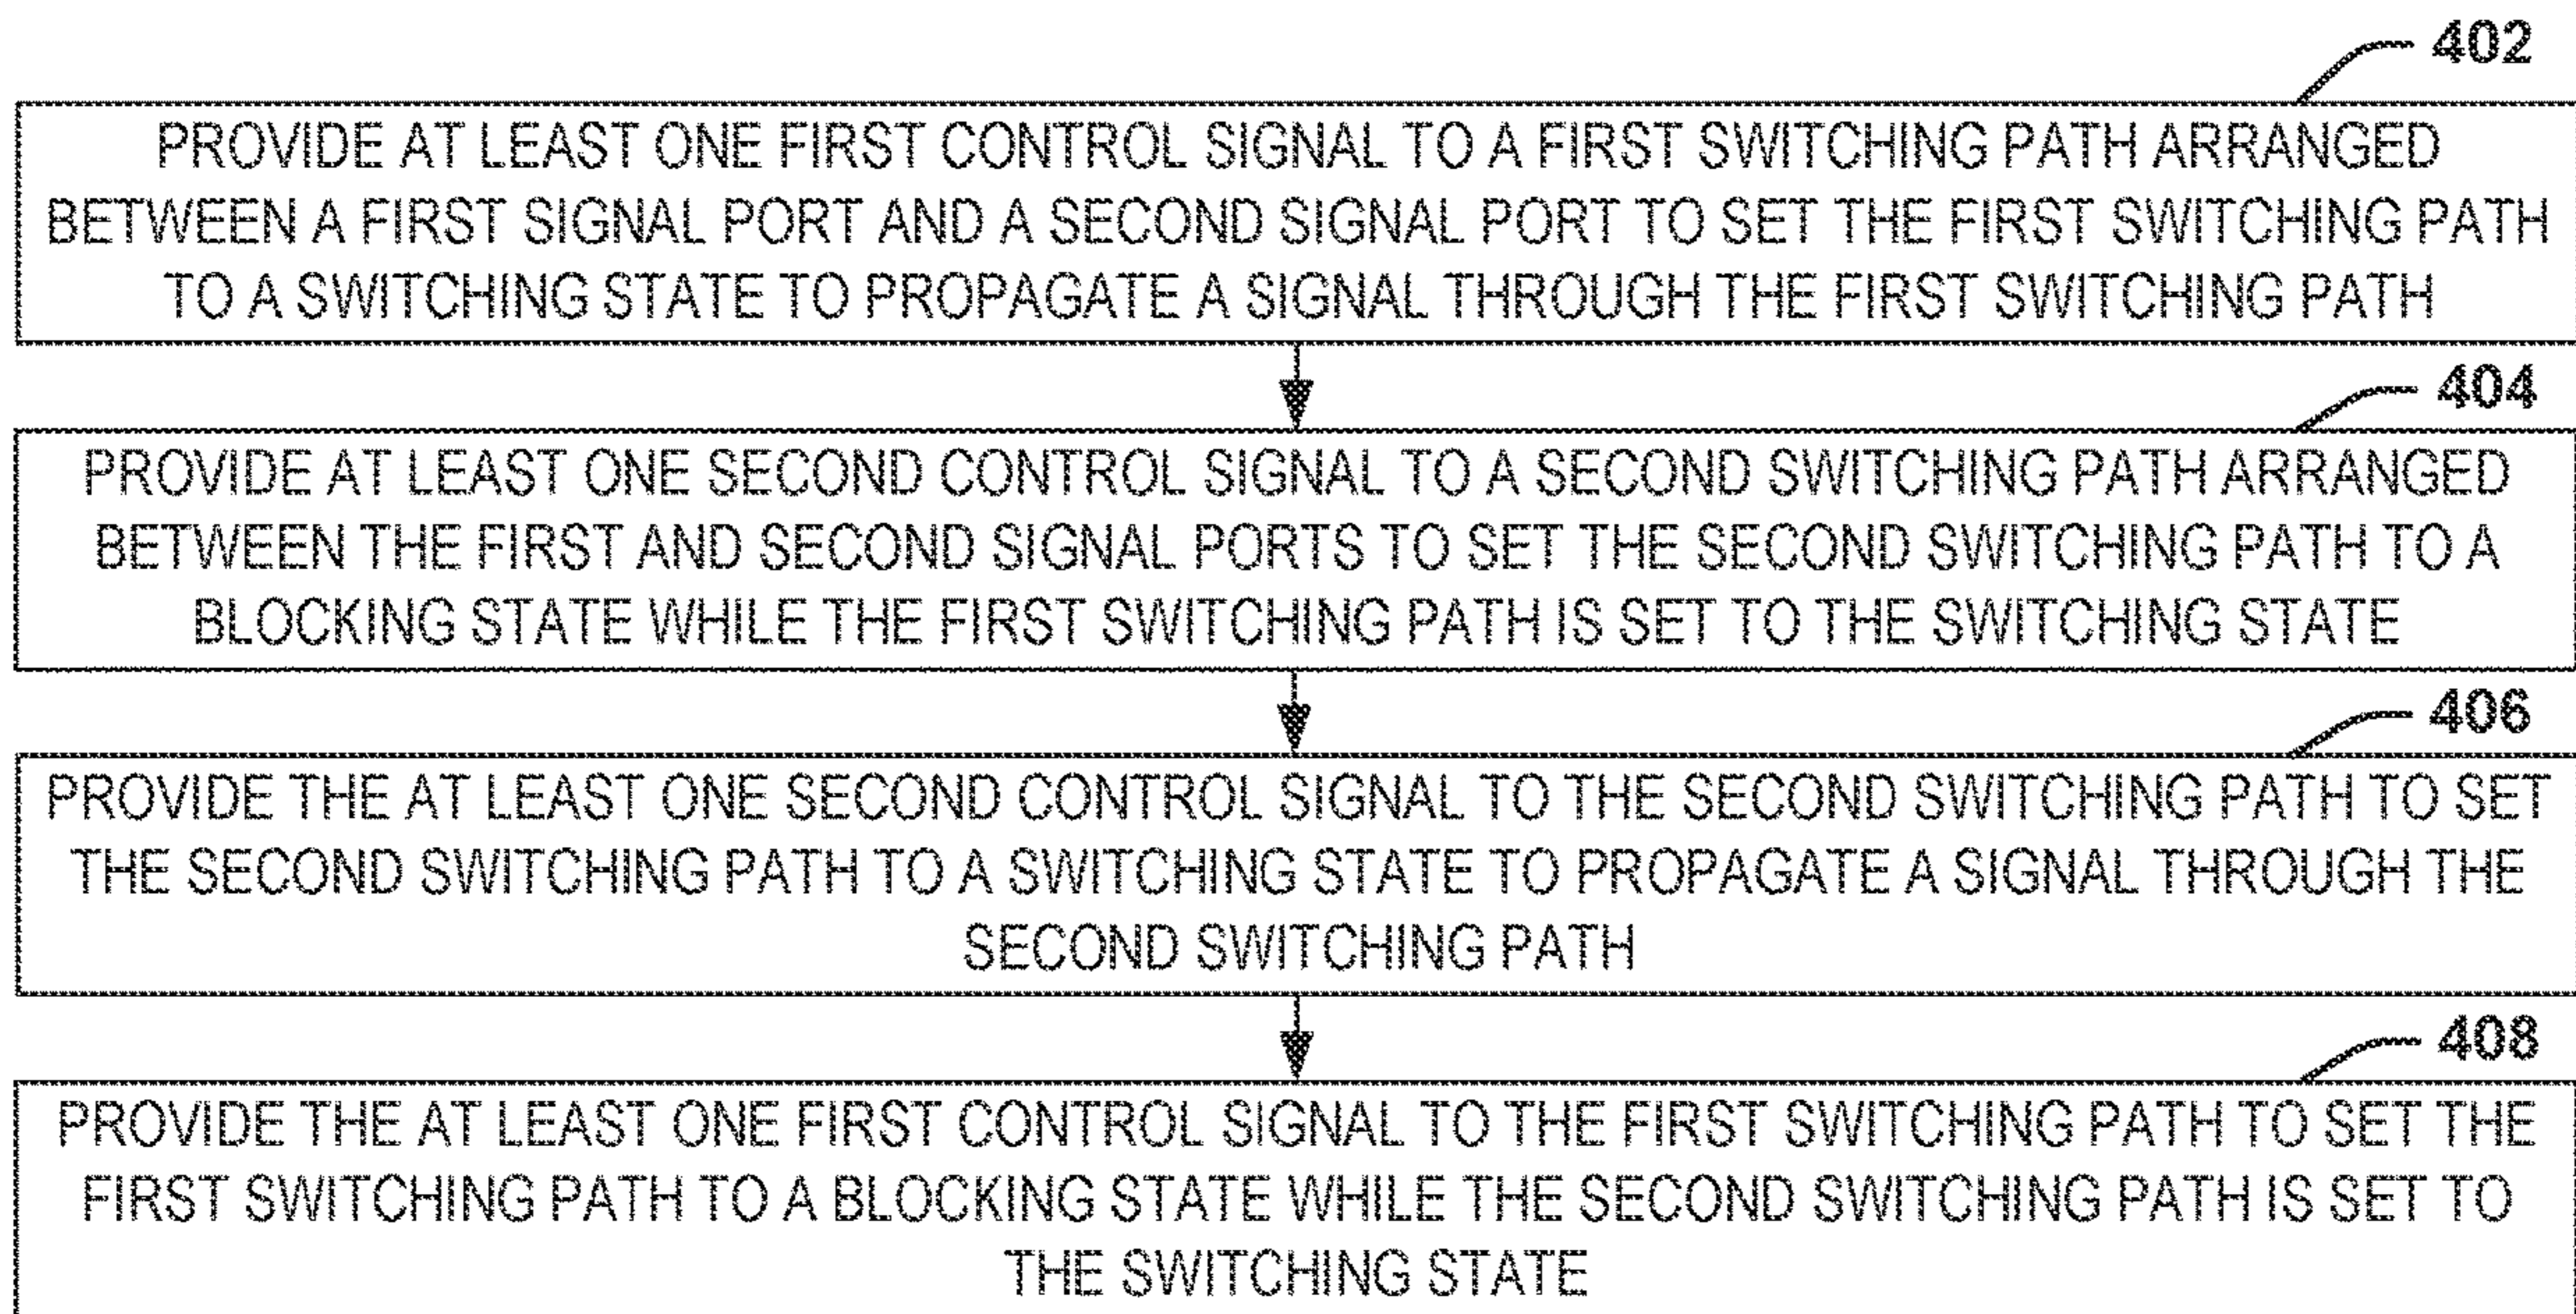 402
PROVIDE AT LEAST ONE FIRST CONTROL SIGNAL TO A FIRST SWITCHING PATH ARRANGED
BETWEEN A FIRST SIGNAL PORT AND A SECOND SIGNAL PORT TO SET THE FIRST SWITCHING PATH
TO A SWITCHING STATE TO PROPAGATE A SIGNAL THROUGH THE FIRST SWITCHING PATH
404
PROVIDE AT LEAST ONE SECOND CONTROL SIGNAL TO A SECOND SWITCHING PATH ARRANGED
BETWEEN THE FIRST AND SECOND SIGNAL PORTS TO SET THE SECOND SWITCHING PATH TO A
BLOCKING STATE WHILE THE FIRST SWITCHING PATH IS SET TO THE SWITCHING STATE
406
PROVIDE THE AT LEAST ONE SECOND CONTROL SIGNAL TO THE SECOND SWITCHING PATH TO SET
THE SECOND SWITCHING PATH TO A SWITCHING STATE TO PROPAGATE A SIGNAL THROUGH THE
SECOND SWITCHING PATH
408
PROVIDE THE AT LEAST ONE FIRST CONTROL SIGNAL TO THE FIRST SWITCHING PATH TO SET THE
FIRST SWITCHING PATH TO A BLOCKING STATE WHILE THE SECOND SWITCHING PATH IS SET TO
THE SWITCHING STATE